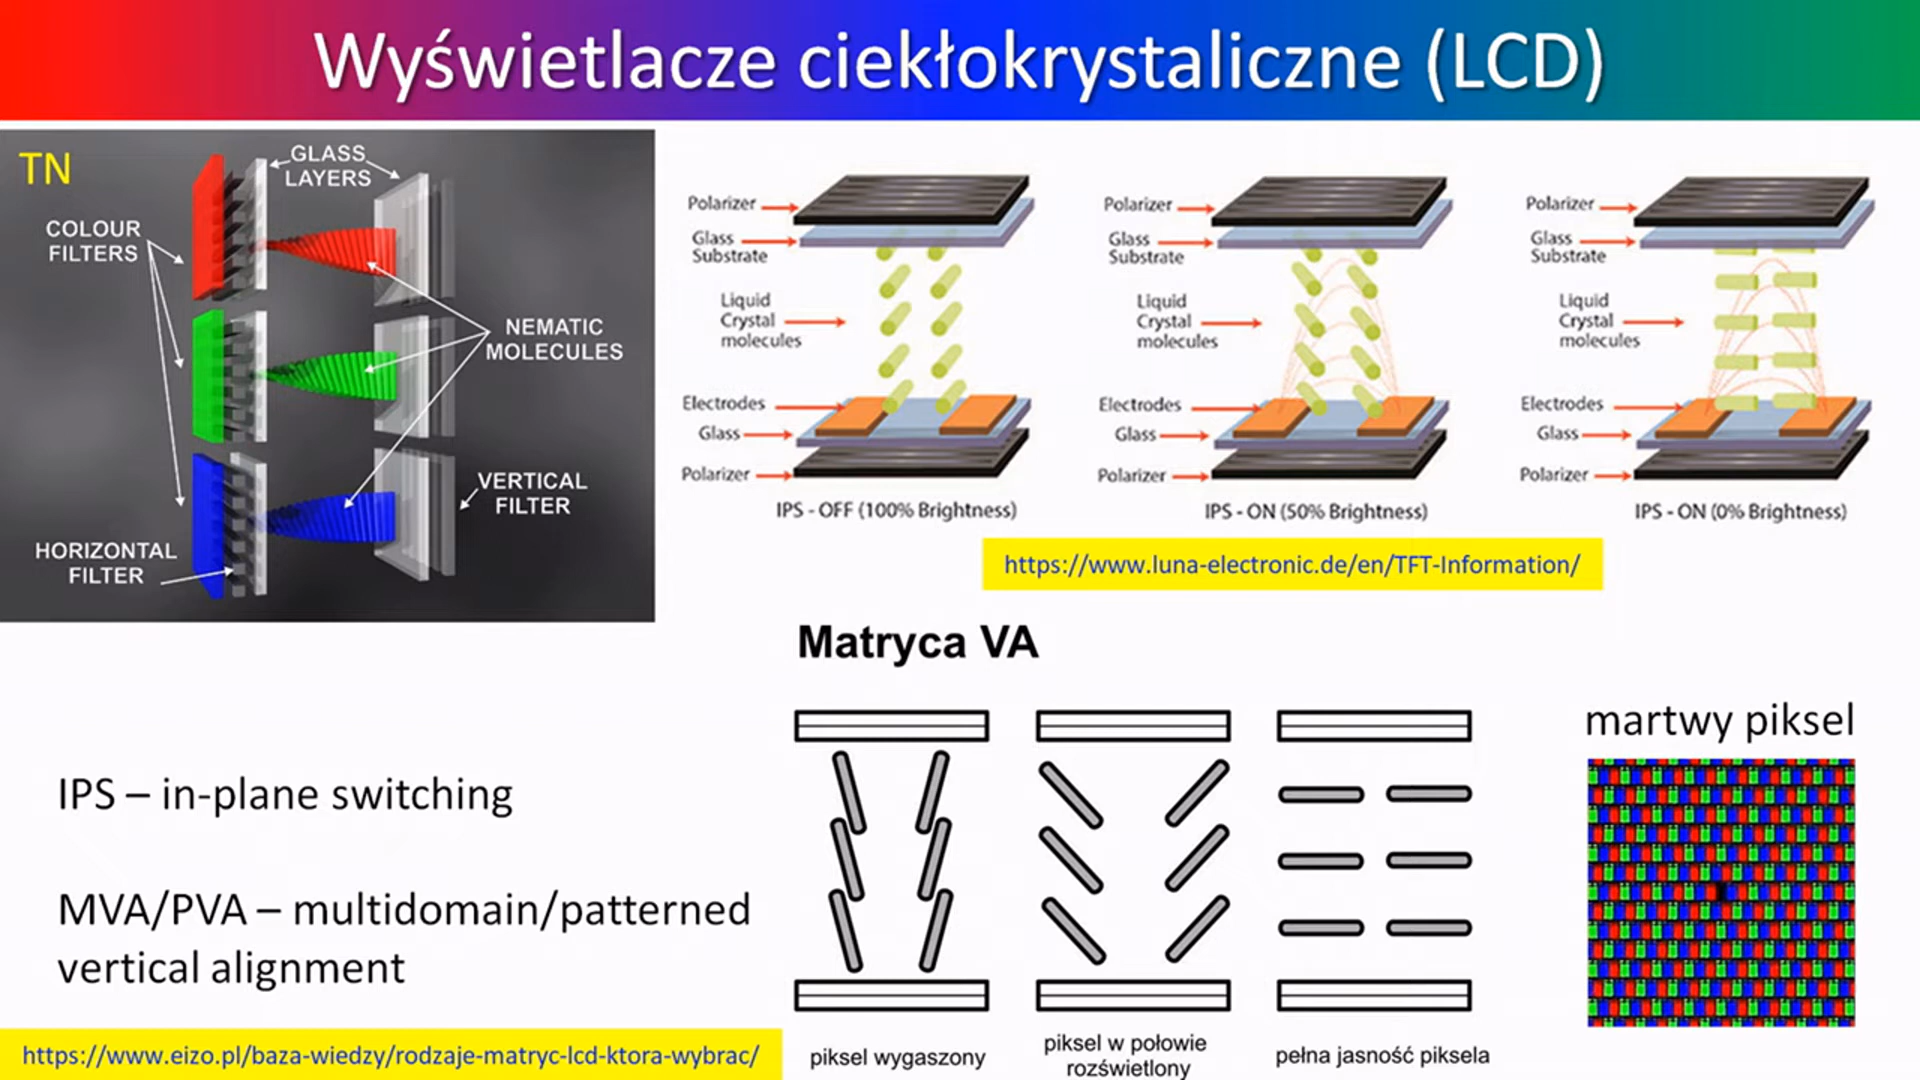 Wyświetlacze ciekłokrystaliczne (LCD)
TN
GLASS
LAYERS
COLOUR
FILTERS
NEMATIC
MOLECULES
VERTICAL
FILTER
HORIZONTAL
FILTER
Polarizer
Glass
Substrate
Liquid
Crystal
molecules
Electrodes
Glass
Polarizer
IPS - OFF (100% Brightness)
Polarizer
Glass
Substrate
Liquid
Crystal
molecules
Electrodes
Glass
Polarizer
IPS - ON (50% Brightness)
Polarizer
Glass
Substrate
Liquid
Crystal
molecules
Electrodes
Glass
Polarizer
IPS - ON (0% Brightness)
https://www.luna-electronic.de/en/TFT-Information/
Matryca VA
piksel wygaszony
piksel w połowie
rozświetlony
pełna jasność piksela
martwy piksel
IPS – in-plane switching
MVA/PVA – multidomain/patterned
vertical alignment
https://www.eizo.pl/baza-wiedzy/rodzaje-matryc-lcd-ktora-wybrac/